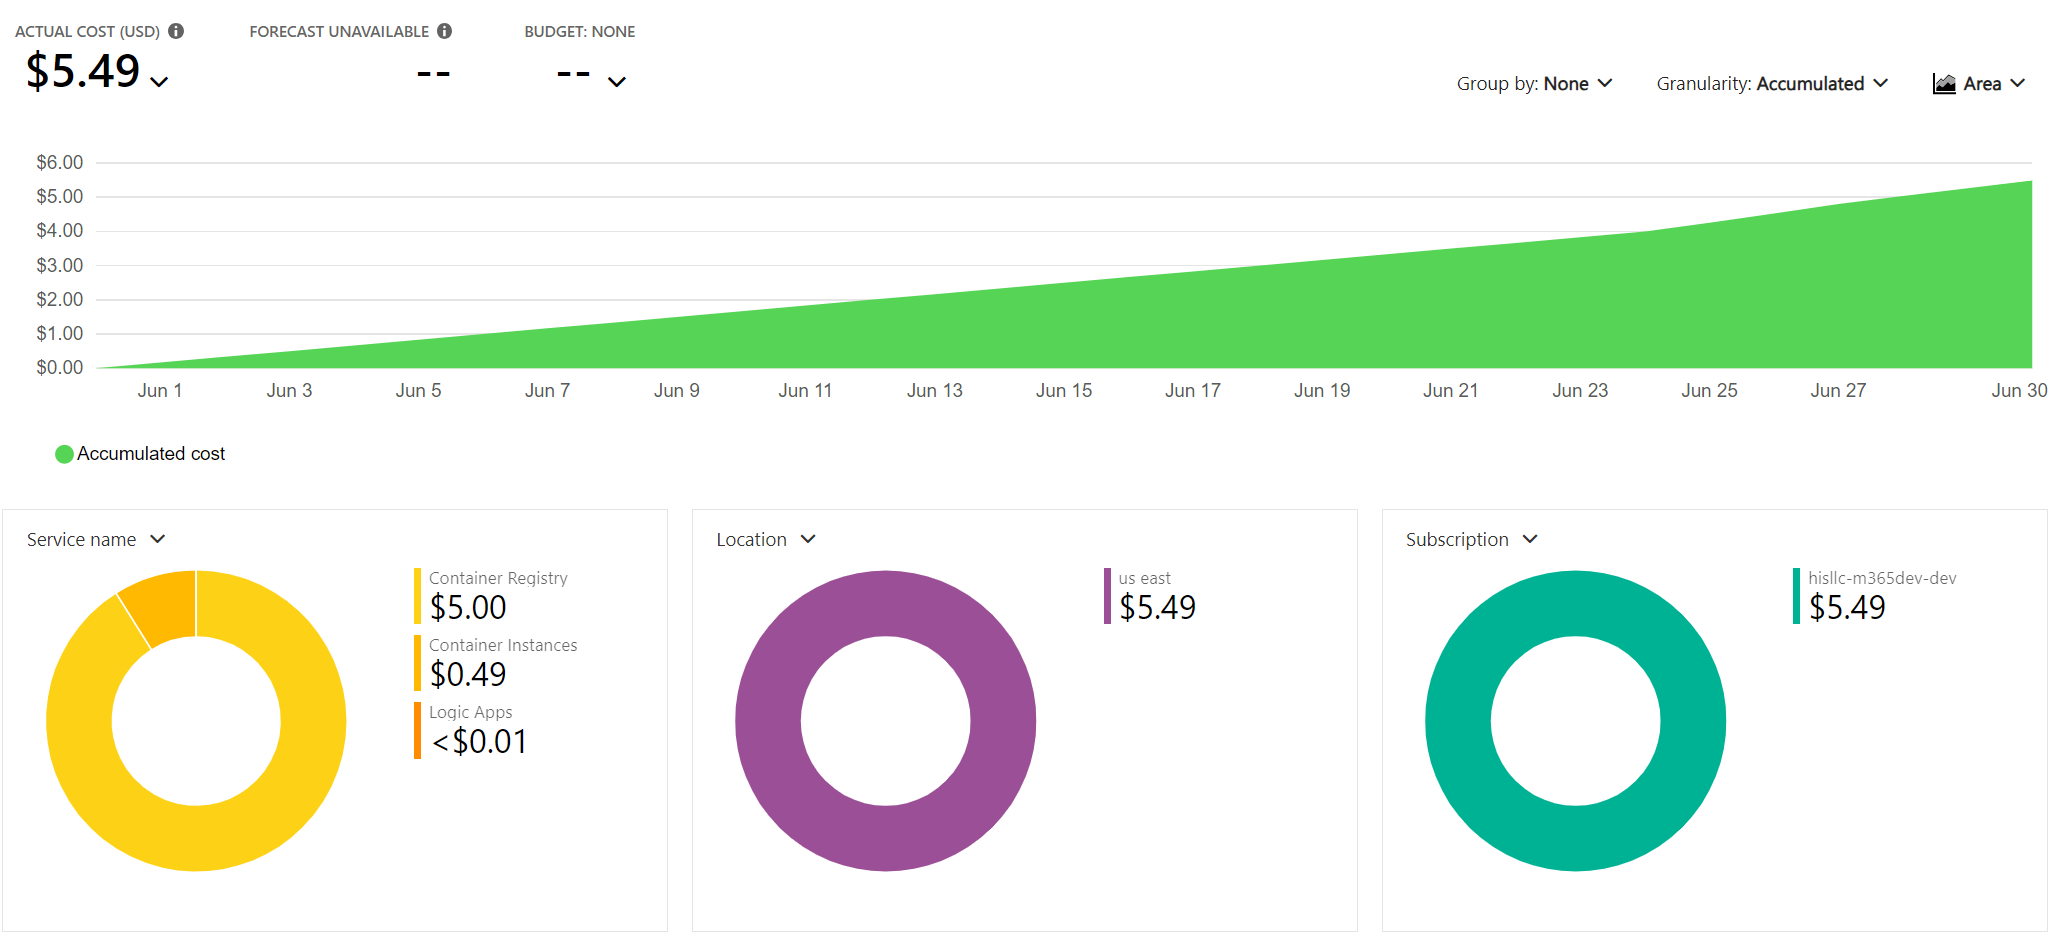 ACTUAL COST (USD)
$5.49
FORECAST UNAVAILABLE
--
BUDGET: NONE
--
Group by: None
Granularity: Accumulated
Area
$6.00
$5.00
$4.00
$3.00
$2.00
$1.00
$0.00
Jun 1 Jun 3 Jun 5 Jun 7 Jun 9 Jun 11 Jun 13 Jun 15 Jun 17 Jun 19 Jun 21 Jun 23 Jun 25 Jun 27 Jun 30
Accumulated cost
Service name
Container Registry
$5.00
Container Instances
$0.49
Logic Apps
<$0.01
Location
us east
$5.49
Subscription
hisllc-m365dev-dev
$5.49